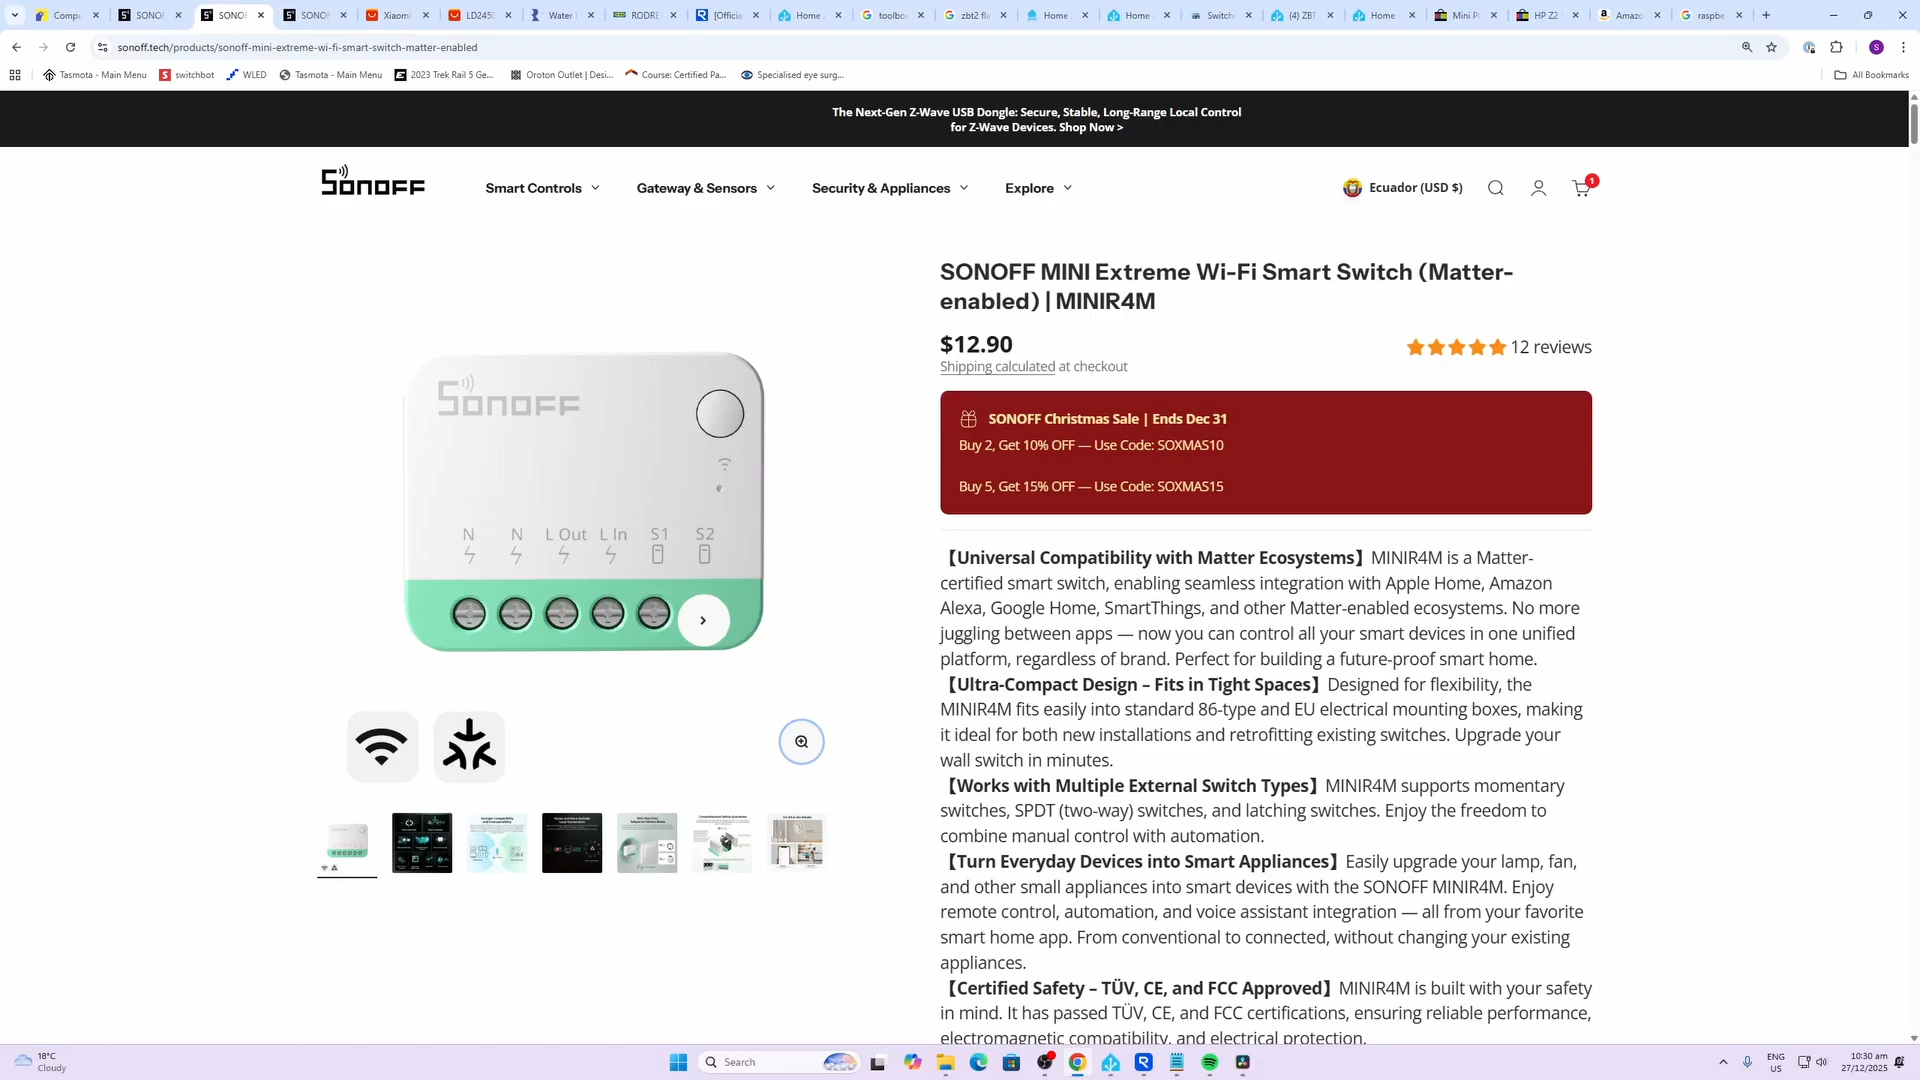 Compu
SONOF
SONOF
SONOF
Xiaomi
LD2450
Water L
RODRE
[Officia
Home A
toolbo
zbt2 fla
Home A
Home A
Switch
(4) ZBT
Home
Mini PC
HP Z2
Amazo
raspbe
sonoff.tech/products/sonoff-mini-extreme-wi-fi-smart-switch-matter-enabled
S
Tasmota - Main Menu
switchbot
WLED
Tasmota - Main Menu
2023 Trek Rail 5 Ge...
Oroton Outlet | Desi...
Course: Certified Pa...
Specialised eye surg...
All Bookmarks
The Next-Gen Z-Wave USB Dongle: Secure, Stable, Long-Range Local Control
for Z-Wave Devices. Shop Now >
SONOFF
Smart Controls
Gateway & Sensors
Security & Appliances
Explore
Ecuador (USD $)
1
SONOFF
N N L Out L In S1 S2
SONOFF MINI Extreme Wi-Fi Smart Switch (Matter-
enabled) | MINIR4M
$12.90
12 reviews
Shipping calculated at checkout
SONOFF Christmas Sale | Ends Dec 31
Buy 2, Get 10% OFF — Use Code: SOXMAS10
Buy 5, Get 15% OFF — Use Code: SOXMAS15
【Universal Compatibility with Matter Ecosystems】MINIR4M is a Matter-
certified smart switch, enabling seamless integration with Apple Home, Amazon
Alexa, Google Home, SmartThings, and other Matter-enabled ecosystems. No more
juggling between apps — now you can control all your smart devices in one unified
platform, regardless of brand. Perfect for building a future-proof smart home.
【Ultra-Compact Design – Fits in Tight Spaces】Designed for flexibility, the
MINIR4M fits easily into standard 86-type and EU electrical mounting boxes, making
it ideal for both new installations and retrofitting existing switches. Upgrade your
wall switch in minutes.
【Works with Multiple External Switch Types】MINIR4M supports momentary
switches, SPDT (two-way) switches, and latching switches. Enjoy the freedom to
combine manual control with automation.
【Turn Everyday Devices into Smart Appliances】Easily upgrade your lamp, fan,
and other small appliances into smart devices with the SONOFF MINIR4M. Enjoy
remote control, automation, and voice assistant integration — all from your favorite
smart home app. From conventional to connected, without changing your existing
appliances.
【Certified Safety – TÜV, CE, and FCC Approved】MINIR4M is built with your safety
in mind. It has passed TÜV, CE, and FCC certifications, ensuring reliable performance,
electromagnetic compatibility, and electrical protection.
18°C
Cloudy
Search
ENG
US
10:30 am
27/12/2025